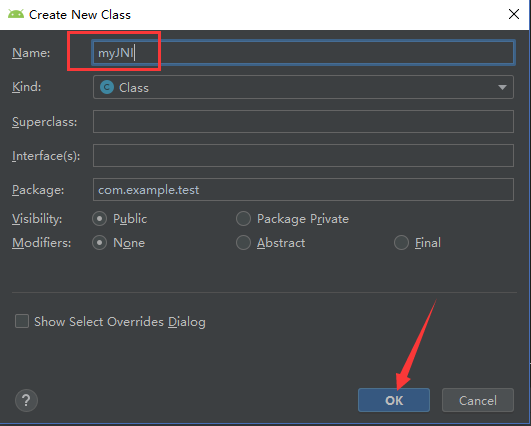 Create New Class
Name: myJNI
Kind: C Class
Superclass:
Interface(s):
Package: com.example.test
Visibility: Public Package Private
Modifiers: None Abstract Final
Show Select Overrides Dialog
? OK Cancel